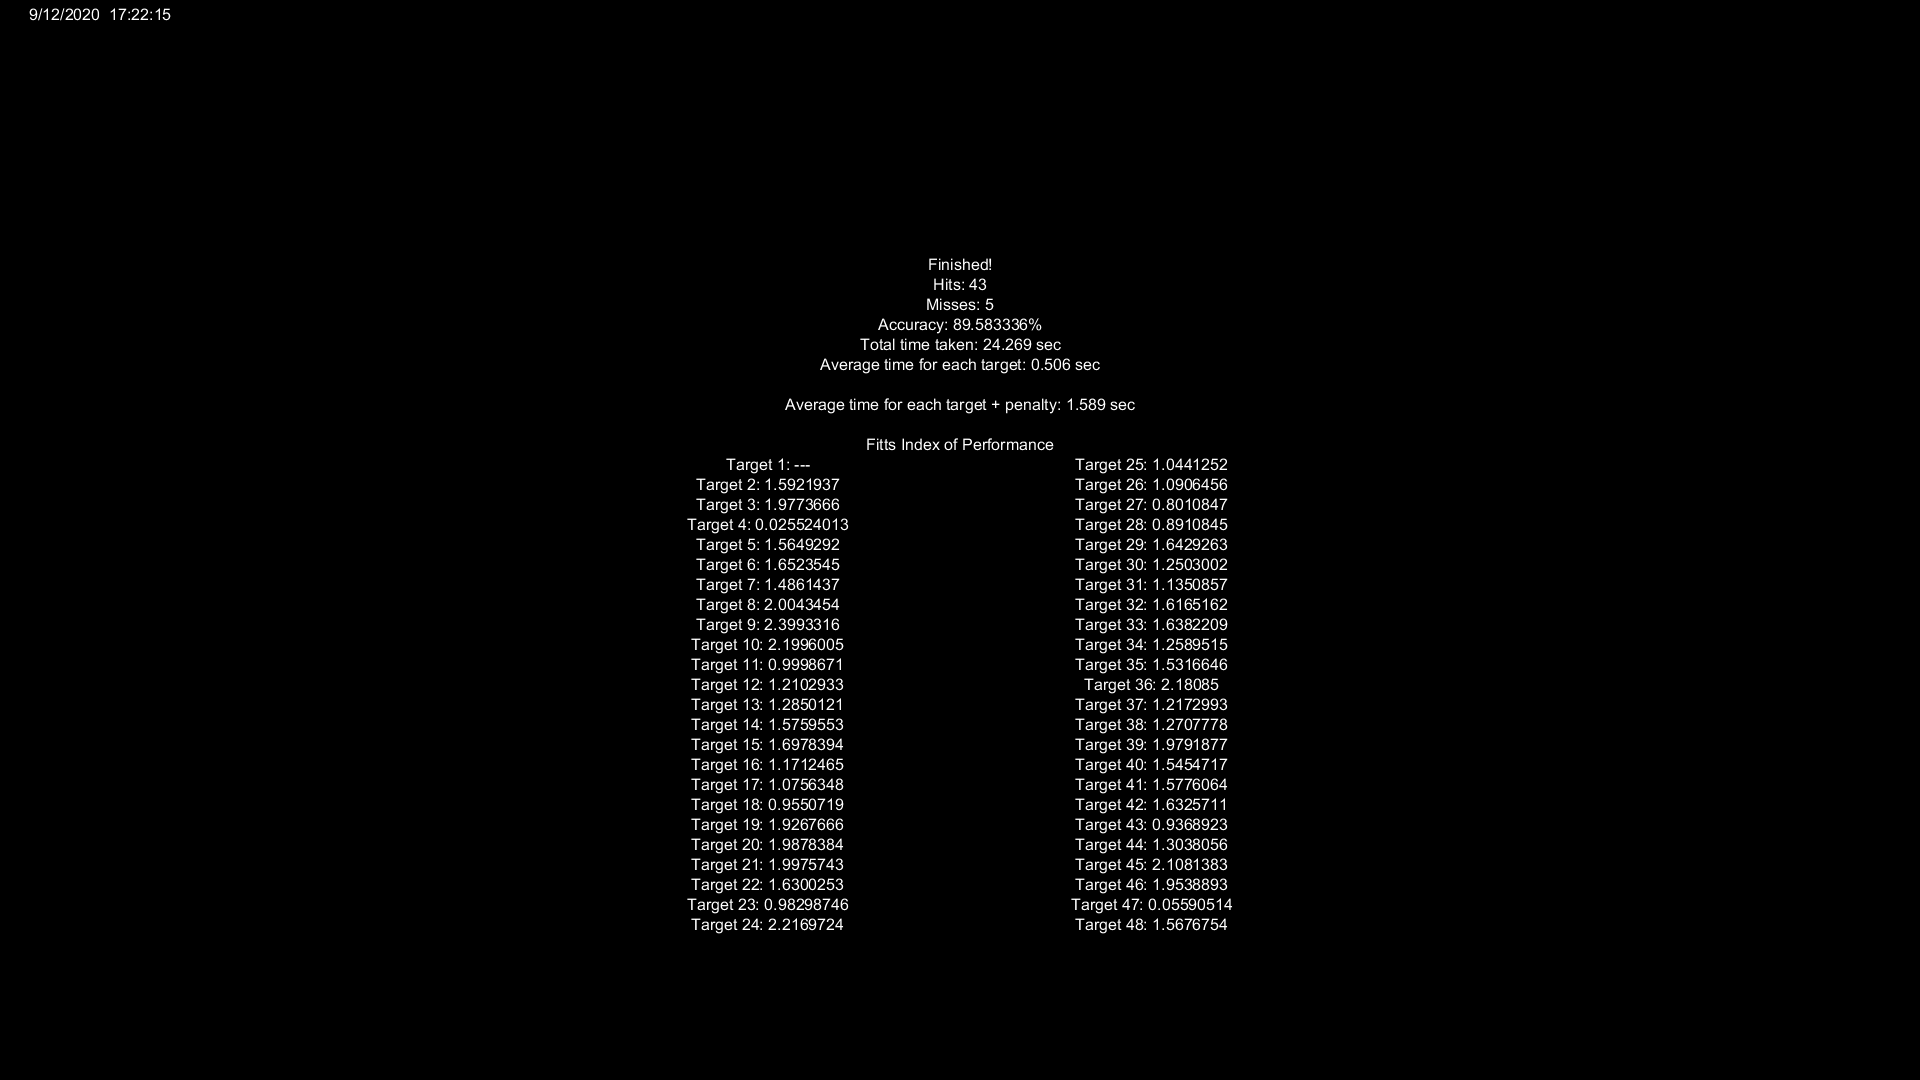 9/12/2020 17:22:15
Finished!
Hits: 43
Misses: 5
Accuracy: 89.583336%
Total time taken: 24.269 sec
Average time for each target: 0.506 sec
Average time for each target + penalty: 1.589 sec
Fitts Index of Performance
Target 1: ---
Target 2: 1.5921937
Target 3: 1.9773666
Target 4: 0.025524013
Target 5: 1.5649292
Target 6: 1.6523545
Target 7: 1.4861437
Target 8: 2.0043454
Target 9: 2.3993316
Target 10: 2.1996005
Target 11: 0.9998671
Target 12: 1.2102933
Target 13: 1.2850121
Target 14: 1.5759553
Target 15: 1.6978394
Target 16: 1.1712465
Target 17: 1.0756348
Target 18: 0.9550719
Target 19: 1.9267666
Target 20: 1.9878384
Target 21: 1.9975743
Target 22: 1.6300253
Target 23: 0.98298746
Target 24: 2.2169724
Target 25: 1.0441252
Target 26: 1.0906456
Target 27: 0.8010847
Target 28: 0.8910845
Target 29: 1.6429263
Target 30: 1.2503002
Target 31: 1.1350857
Target 32: 1.6165162
Target 33: 1.6382209
Target 34: 1.2589515
Target 35: 1.5316646
Target 36: 2.18085
Target 37: 1.2172993
Target 38: 1.2707778
Target 39: 1.9791877
Target 40: 1.5454717
Target 41: 1.5776064
Target 42: 1.6325711
Target 43: 0.9368923
Target 44: 1.3038056
Target 45: 2.1081383
Target 46: 1.9538893
Target 47: 0.05590514
Target 48: 1.5676754